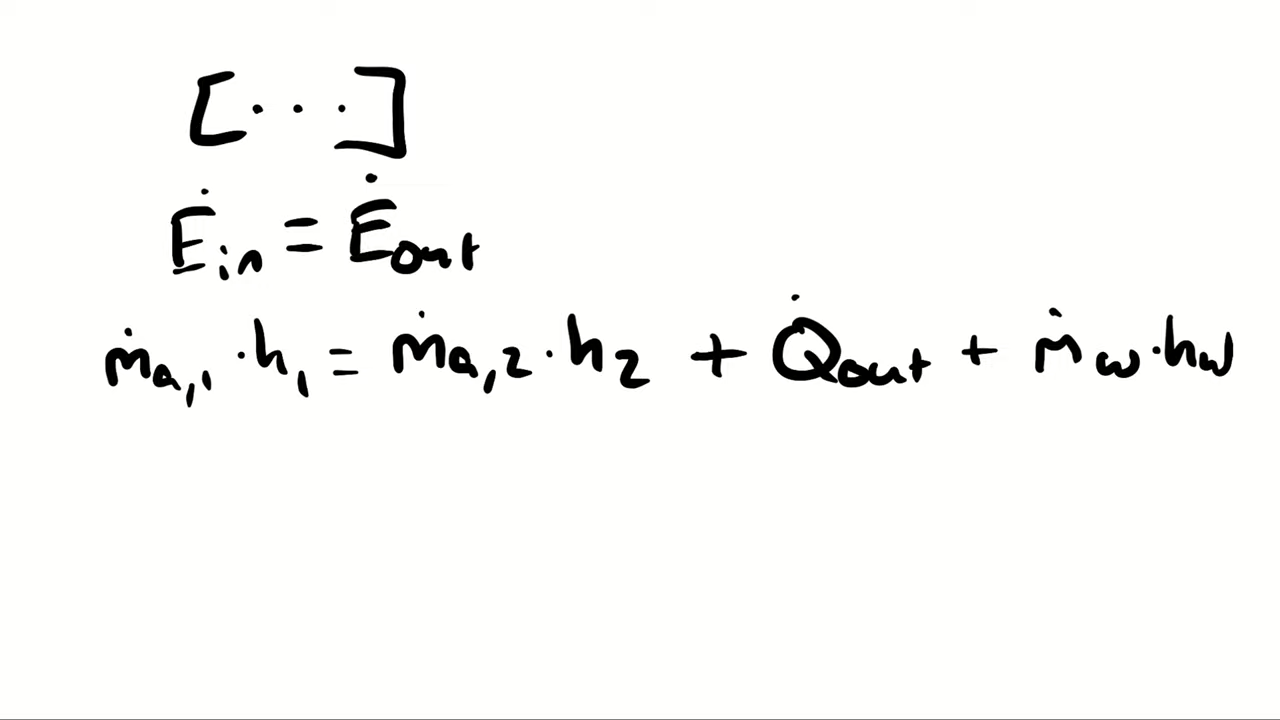 [···]
Ė_in = Ė_out
ṁ_a,1 · h_1 = ṁ_a,2 · h_2 + Q̇_out + ṁ_w · h_w